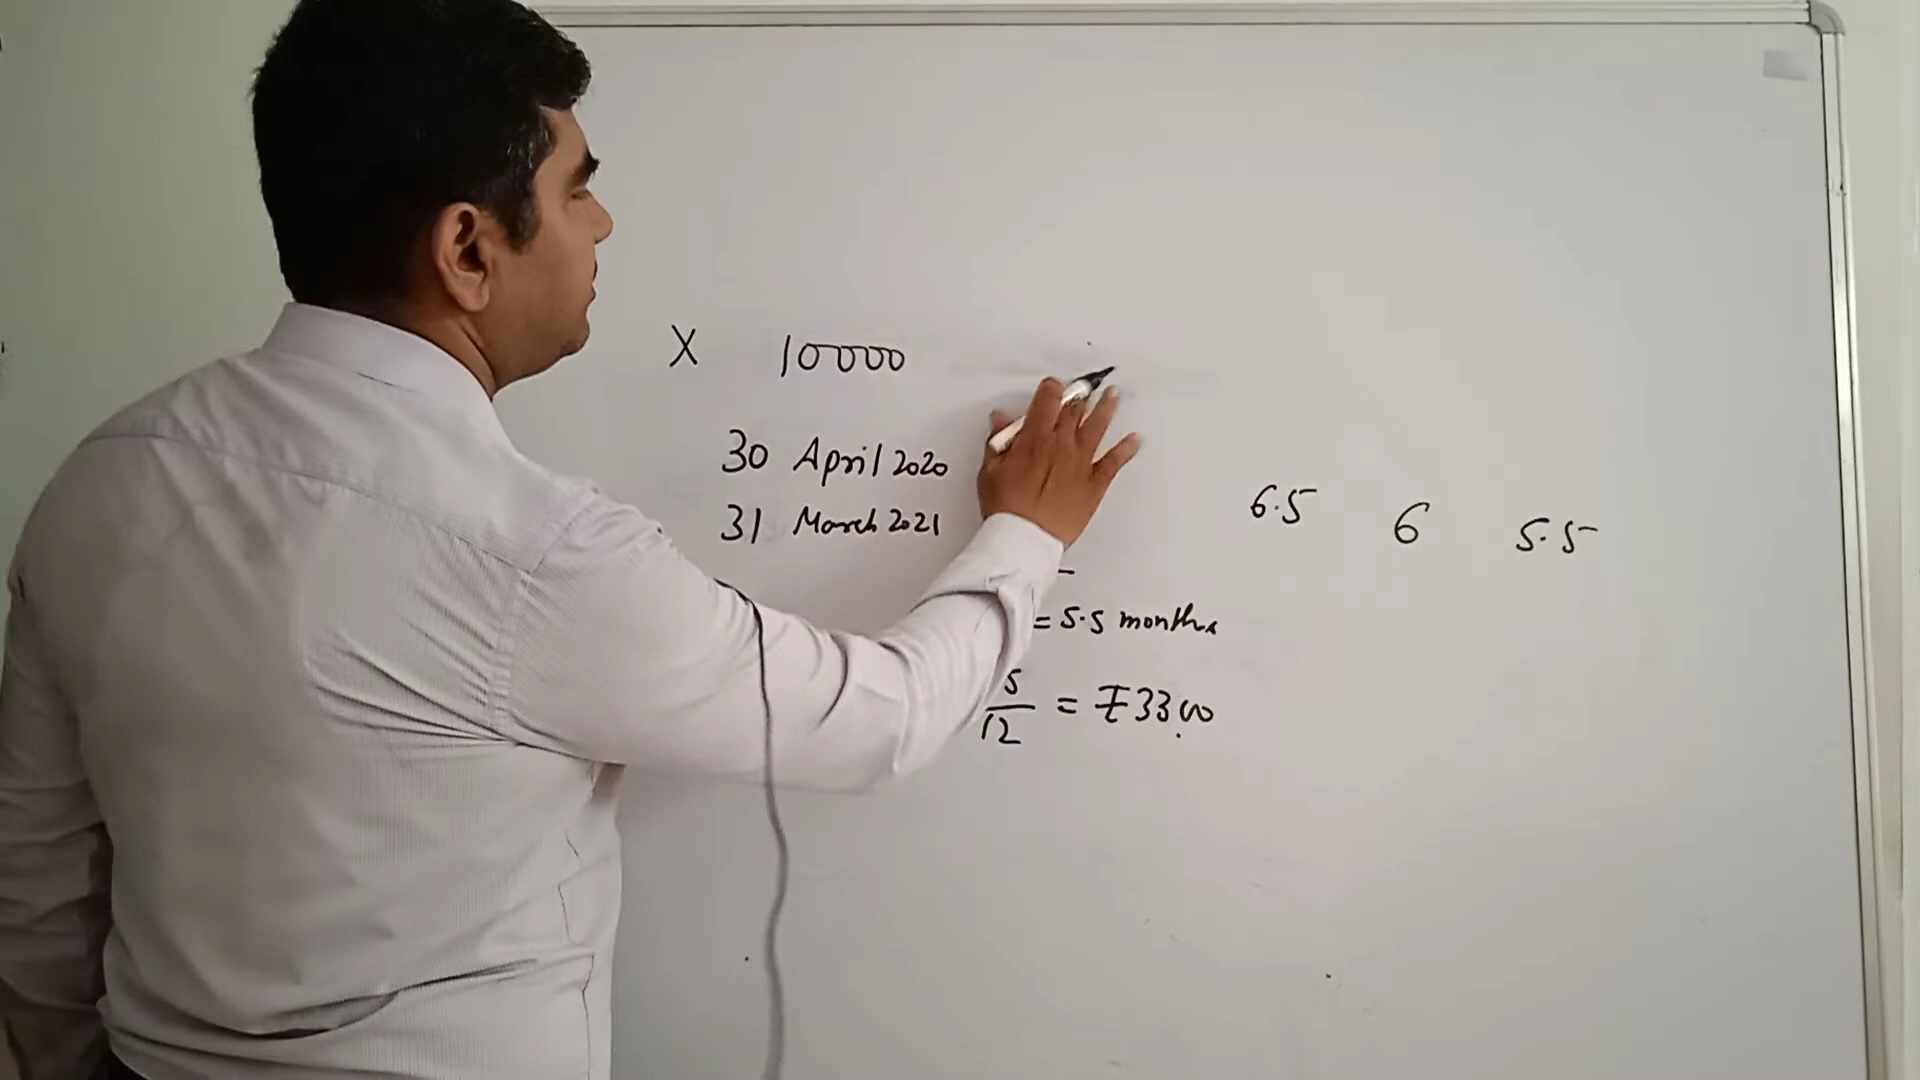 X 10000
30 April 2020
31 March 2021
6.5 6 5.5
= 5.5 months
5/12 = ₹3300